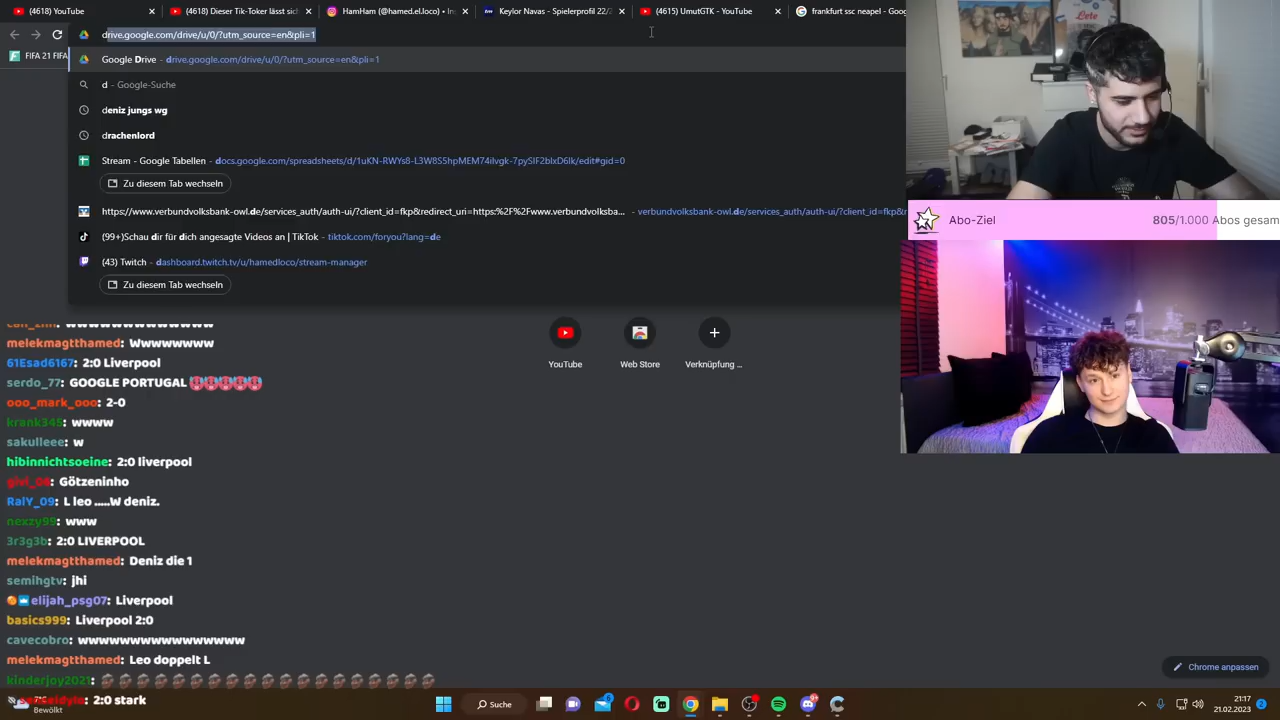 (4618) YouTube
(4618) Dieser Tik-Toker lässt sich
HamHam (@hamed.el.loco) • In
Keylor Navas - Spielerprofil 22/2
(4615) UmutGTK - YouTube
frankfurt ssc neapel - Goog
drive.google.com/drive/u/0/?utm_source=en&pli=1
FIFA 21 FIFA
Google Drive - drive.google.com/drive/u/0/?utm_source=en&pli=1
d - Google-Suche
deniz jungs wg
drachenlord
Stream - Google Tabellen - docs.google.com/spreadsheets/d/1uKN-RWYs8-L3W8S5hpMEM74ilvgk-7pySIF2blxD6lk/edit#gid=0
Zu diesem Tab wechseln
https://www.verbundvolksbank-owl.de/services_auth/auth-ui/?client_id=fkp&redirect_uri=https:%2F%2Fwww.verbundvolksba... - verbundvolksbank-owl.de/services_auth/auth-ui/?client_id=fkp&r
(99+)Schau dir für dich angesagte Videos an | TikTok - tiktok.com/foryou?lang=de
(43) Twitch - dashboard.twitch.tv/u/hamedloco/stream-manager
Zu diesem Tab wechseln
Lete
Abo-Ziel
805/1.000 Abos gesam
YouTube
Web Store
Verknüpfung ...
melekmagtthamed: Wwwwwwww
61Esad6167: 2:0 Liverpool
serdo_77: GOOGLE PORTUGAL
ooo_mark_ooo: 2-0
krank345: wwww
sakulleee: w
hibinnichtsoeine: 2:0 liverpool
givi_06: Götzeninho
RalY_09: L leo .....W deniz.
nexzy99: www
3r3g3b: 2:0 LIVERPOOL
melekmagtthamed: Deniz die 1
semihgtv: jhi
elijah_psg07: Liverpool
basics999: Liverpool 2:0
cavecobro: wwwwwwwwwwwwwwwww
melekmagtthamed: Leo doppelt L
kinderjoy2021:
2:0 stark
Chrome anpassen
7°C
Bewölkt
Suche
21:17
21.02.2023